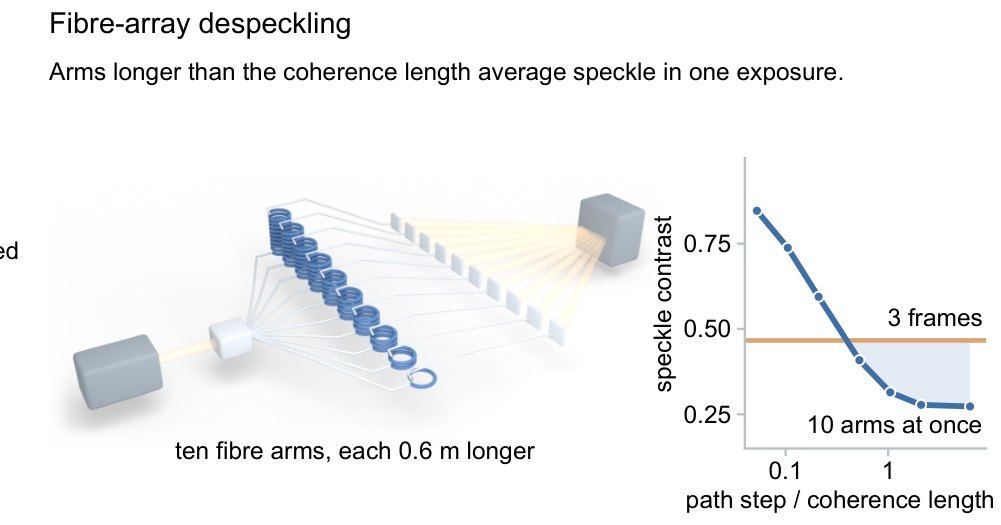 Fibre-array despeckling
Arms longer than the coherence length average speckle in one exposure.
ed
ten fibre arms, each 0.6 m longer
speckle contrast
0.75
0.50
0.25
3 frames
10 arms at once
0.1
1
path step / coherence length